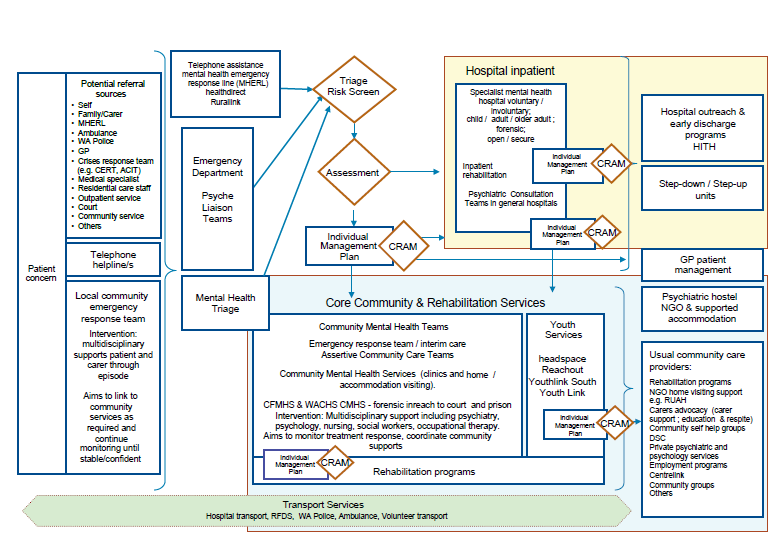 Patient
concern
Potential referral
sources
• Self
• Family/Carer
• MHERL
• Ambulance
• WA Police
• GP
• Crises response team
(e.g. CERT, ACIT)
• Medical specialist
• Residential care staff
• Outpatient service
• Court
• Community service
• Others
Telephone
helpline/s
Local community
emergency
response team
Intervention:
multidisciplinary
supports patient and
carer through
episode
Aims to link to
community
services as
required and
continue
monitoring until
stable/confident
Telephone assistance
mental health emergency
response line (MHERL)
healthdirect
Rurallink
Emergency
Department
Psyche
Liaison
Teams
Mental Health
Triage
Triage
Risk Screen
Assessment
Individual
Management
Plan
CRAM
Hospital inpatient
Specialist mental health
hospital voluntary /
involuntary;
child / adult / older adult ;
forensic;
open / secure
Inpatient
rehabilitation
Individual
Management
Plan
CRAM
Psychiatric Consultation
Teams in general hospitals
Individual
Management
Plan
CRAM
Hospital outreach &
early discharge
programs
HITH
Step-down / Step-up
units
GP patient
management
Psychiatric hostel
NGO & supported
accommodation
Core Community & Rehabilitation Services
Community Mental Health Teams
Emergency response team / interim care
Assertive Community Care Teams
Community Mental Health Services (clinics and home /
accommodation visiting).
CFMHS & WACHS CMHS - forensic inreach to court and prison
Intervention: Multidisciplinary support including psychiatry,
psychology, nursing, social workers, occupational therapy.
Aims to monitor treatment response, coordinate community
supports
Individual
Management
Plan
CRAM
Rehabilitation programs
Youth
Services
headspace
Reachout
Youthlink South
Youth Link
Individual
Management
Plan
CRAM
Usual community care
providers:
Rehabilitation programs
NGO home visiting support
e.g. RUAH
Carers advocacy (carer
support ; education & respite)
Community self help groups
DSC
Private psychiatric and
psychology services
Employment programs
Centrelink
Community groups
Others
Transport Services
Hospital transport, RFDS, WA Police, Ambulance, Volunteer transport